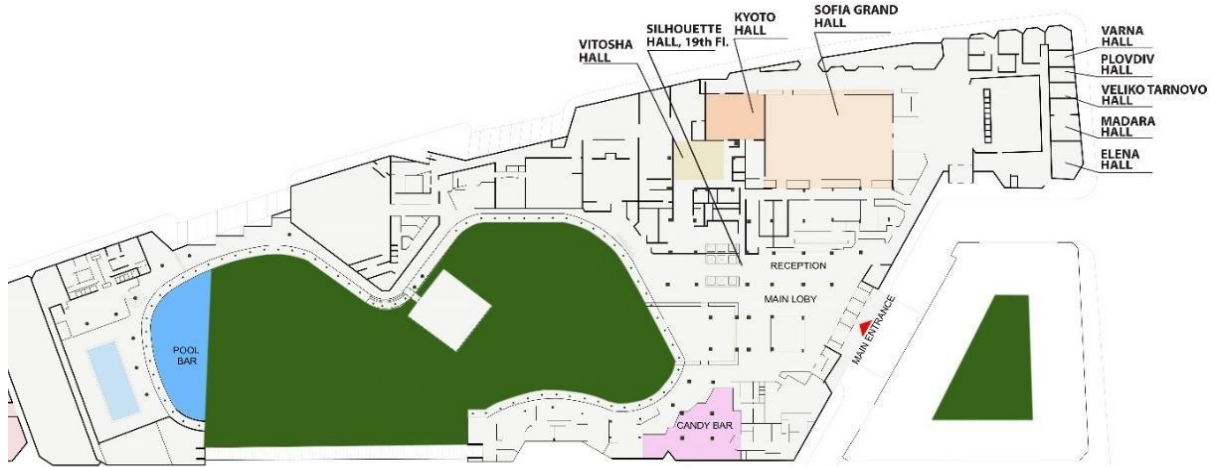 SOFIA GRAND
HALL
KYOTO
HALL
SILHOUETTE
HALL, 19th Fl.
VITOSHA
HALL
VARNA
HALL
PLOVDIV
HALL
VELIKO TARNOVO
HALL
MADARA
HALL
ELENA
HALL
RECEPTION
MAIN LOBY
MAIN ENTRANCE
POOL
BAR
CANDY BAR